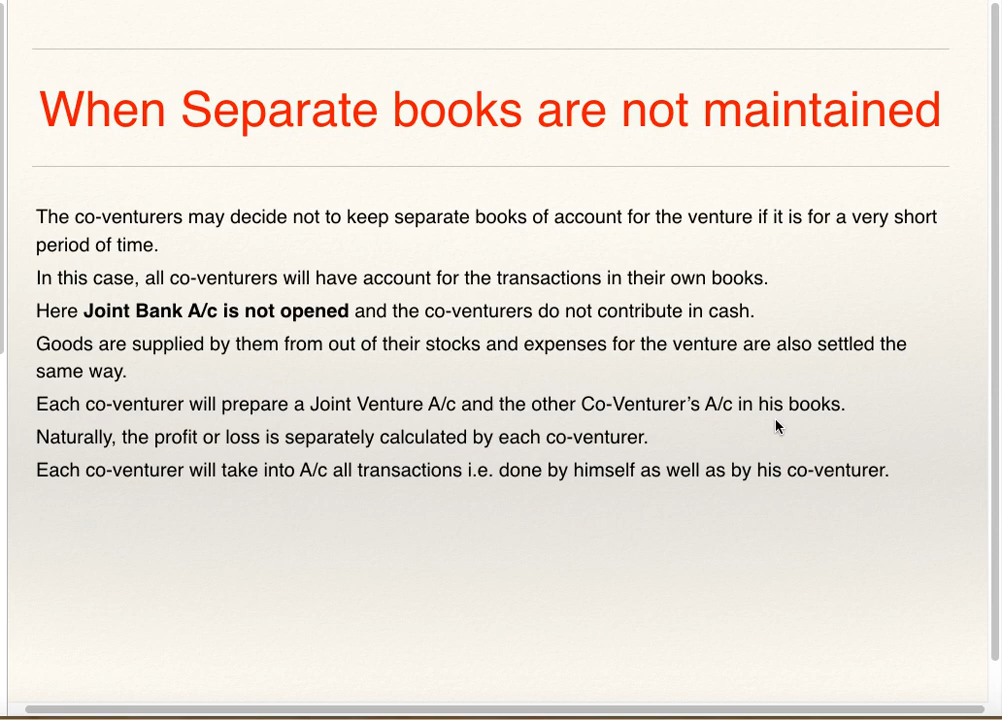 When Separate books are not maintained
The co-venturers may decide not to keep separate books of account for the venture if it is for a very short
period of time.
In this case, all co-venturers will have account for the transactions in their own books.
Here Joint Bank A/c is not opened and the co-venturers do not contribute in cash.
Goods are supplied by them from out of their stocks and expenses for the venture are also settled the
same way.
Each co-venturer will prepare a Joint Venture A/c and the other Co-Venturer’s A/c in his books.
Naturally, the profit or loss is separately calculated by each co-venturer.
Each co-venturer will take into A/c all transactions i.e. done by himself as well as by his co-venturer.